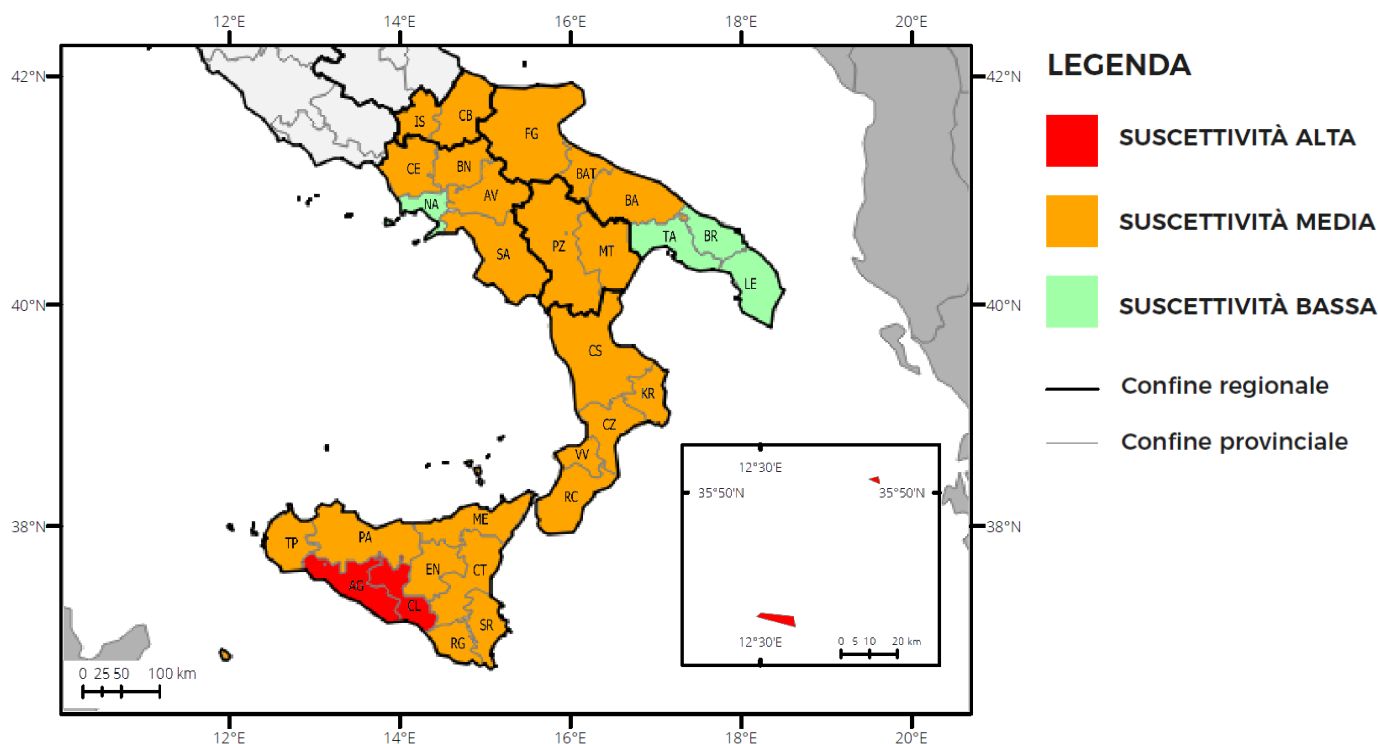 12°E 14°E 16°E 18°E 20°E
42°N 42°N
LEGENDA
SUSCETTIVITÀ ALTA
IS CB FG
CE BN BAT
AV BA
NA
SUSCETTIVITÀ MEDIA
TA BR
SA PZ MT
LE
40°N 40°N
SUSCETTIVITÀ BASSA
CS
Confine regionale
KR
CZ
Confine provinciale
VV
12°30'E
35°50'N 35°50'N
RC
ME
38°N 38°N
TP PA
EN CT
AG
CL
SR
RG
12°30'E
0 5 10 20 km
0 25 50 100 km
12°E 14°E 16°E 18°E 20°E